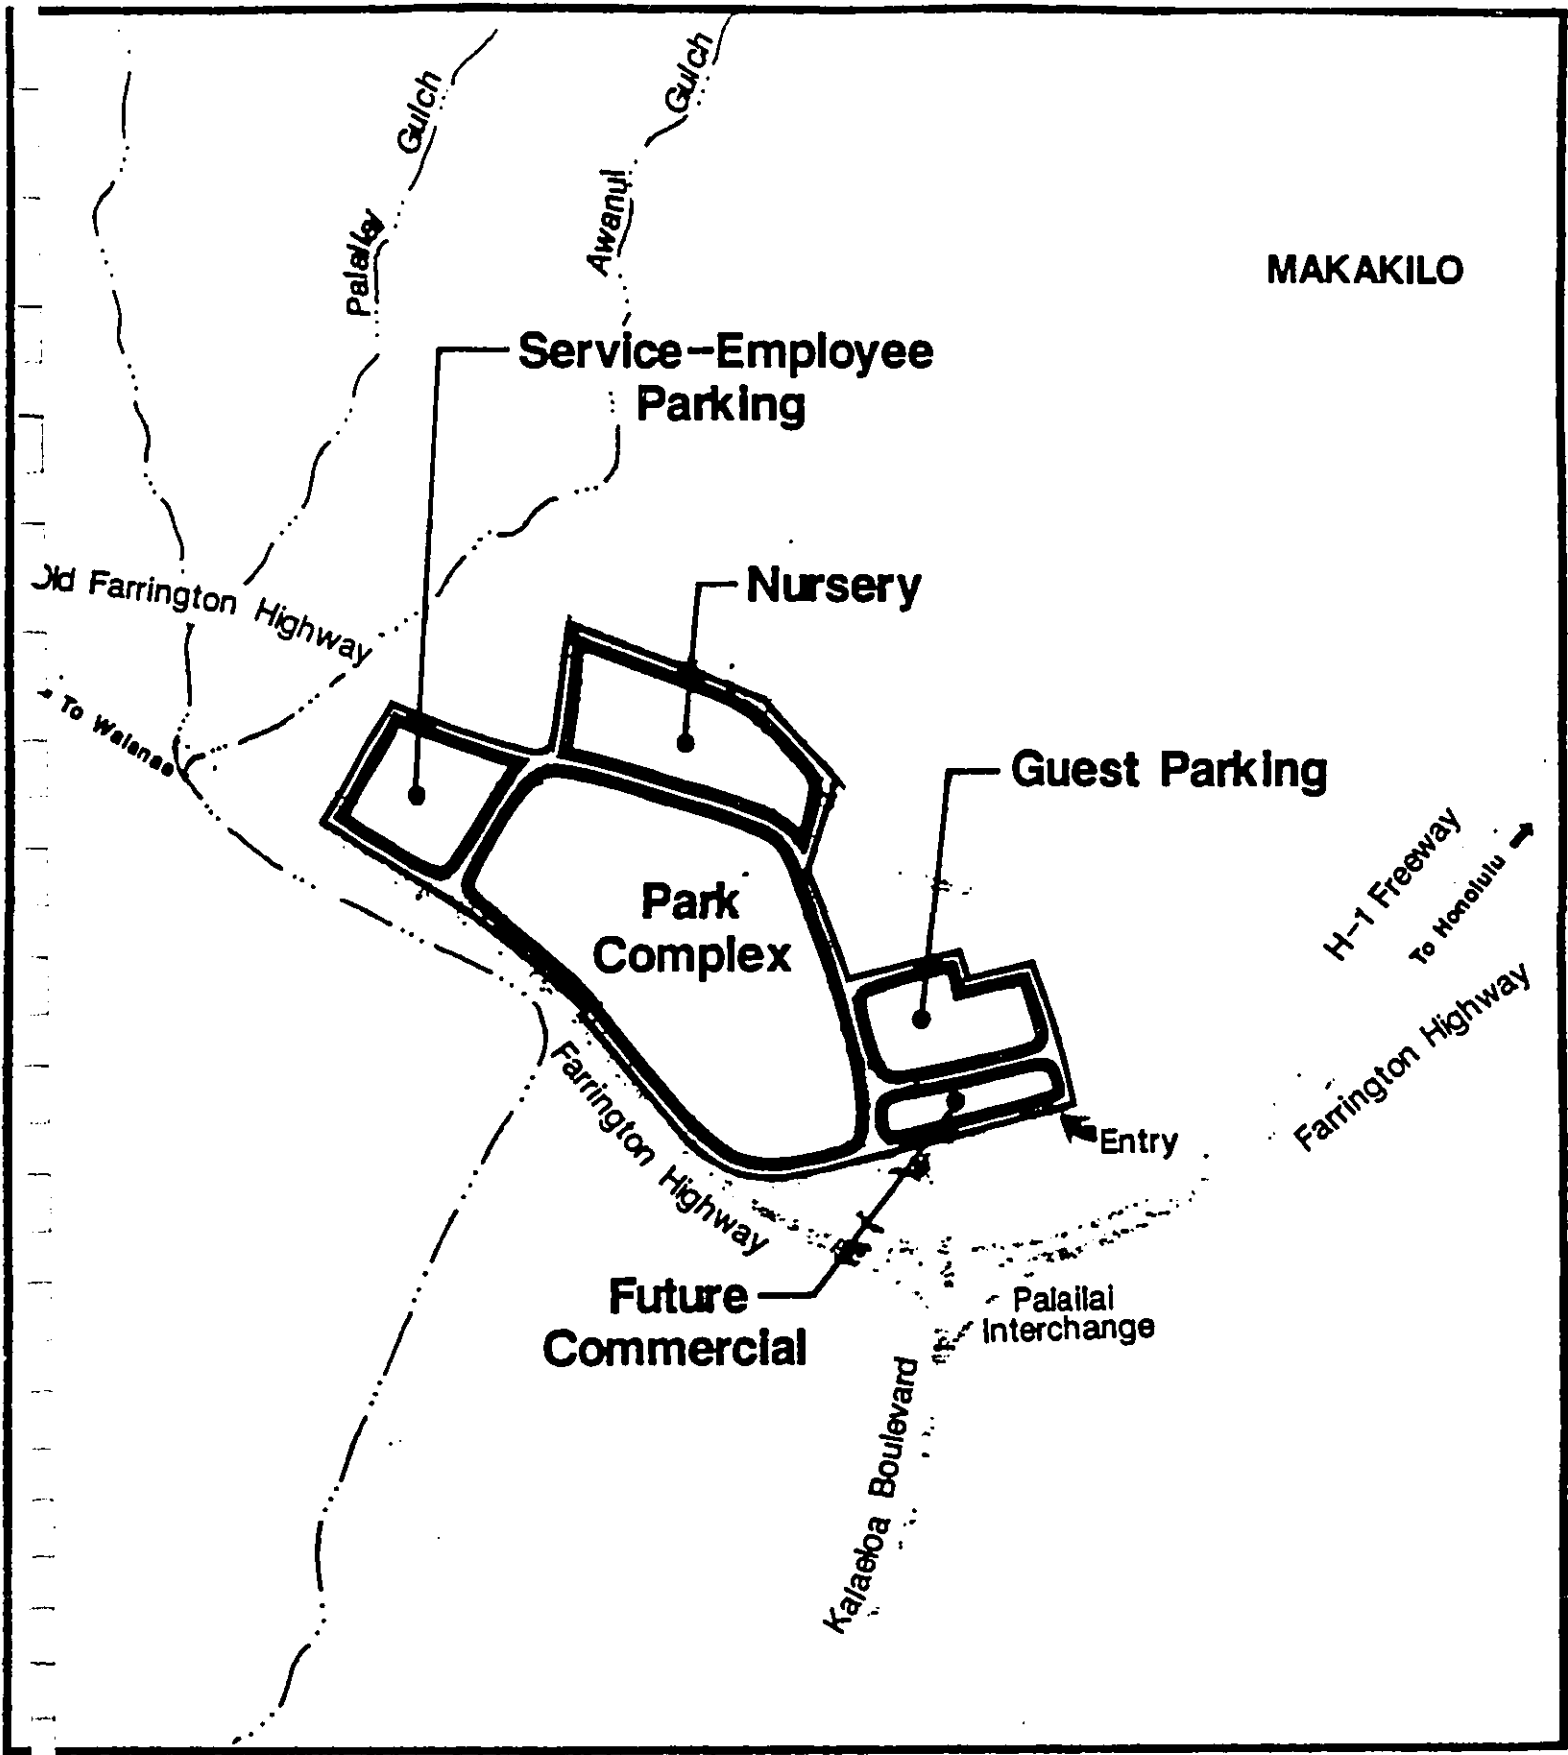 Gulch
Gulch
Awanui
MAKAKILO
Service-Employee
Parking
Old Farrington Highway
Nursery
To Waianae
Guest Parking
H-1 Freeway
To Honolulu
Park
Complex
Farrington Highway
Farrington Highway
Entry
Future
Commercial
Palailai
Interchange
Kalaeloa Boulevard